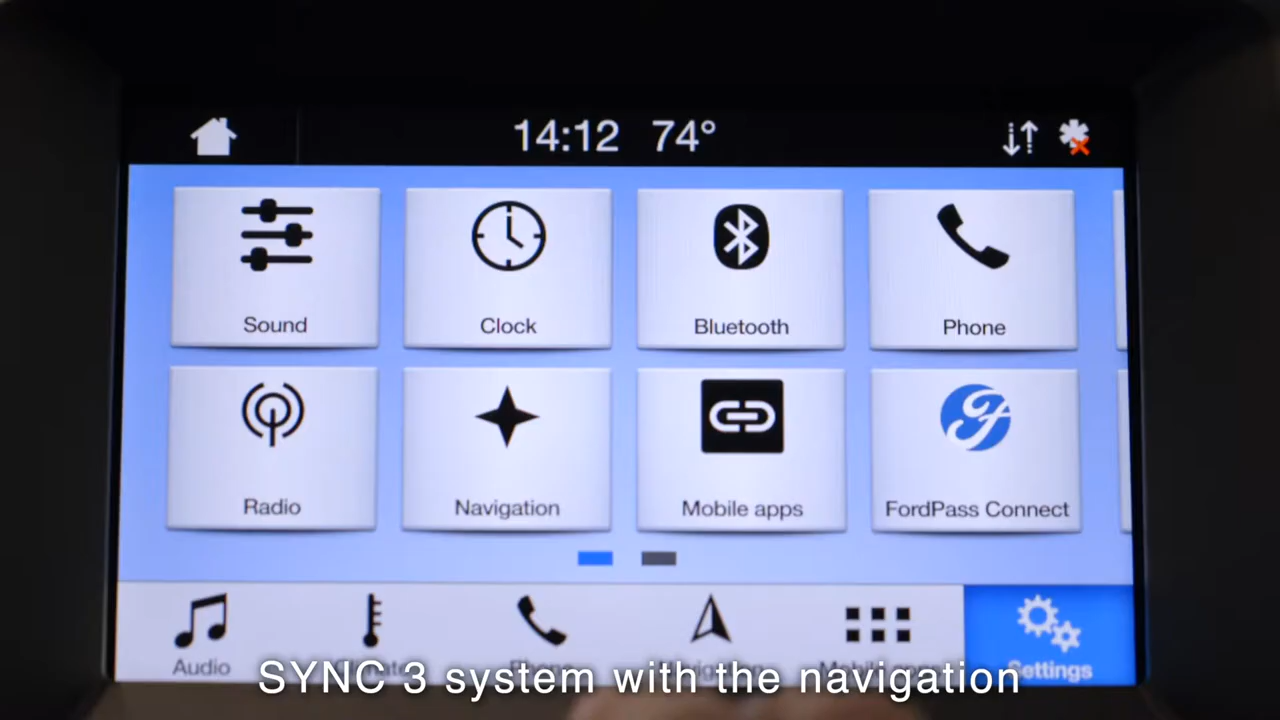 14:12 74°
Sound Clock Bluetooth Phone
Radio Navigation Mobile apps FordPass Connect
Audio Settings
SYNC 3 system with the navigation